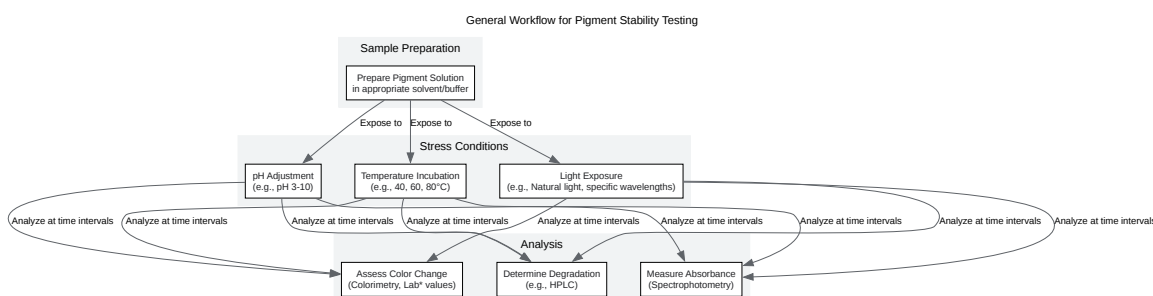 General Workflow for Pigment Stability Testing
Sample Preparation
Prepare Pigment Solution
in appropriate solvent/buffer
Expose to
Expose to
Expose to
Stress Conditions
pH Adjustment
(e.g., pH 3-10)
Temperature Incubation
(e.g., 40, 60, 80°C)
Light Exposure
(e.g., Natural light, specific wavelengths)
Analyze at time intervals
Analyze at time intervals
Analyze at time intervals
Analyze at time intervals
Analyze at time intervals
Analyze at time intervals
Analyze at time intervals
Analyze at time intervals
Analyze at time intervals
Analysis
Assess Color Change
(Colorimetry, Lab* values)
Determine Degradation
(e.g., HPLC)
Measure Absorbance
(Spectrophotometry)